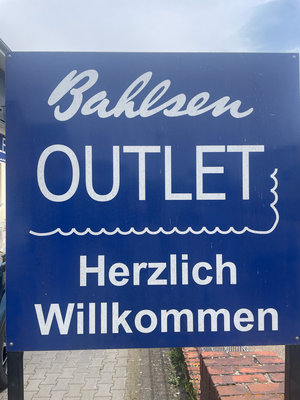 Bahlsen
OUTLET
Herzlich
Willkommen